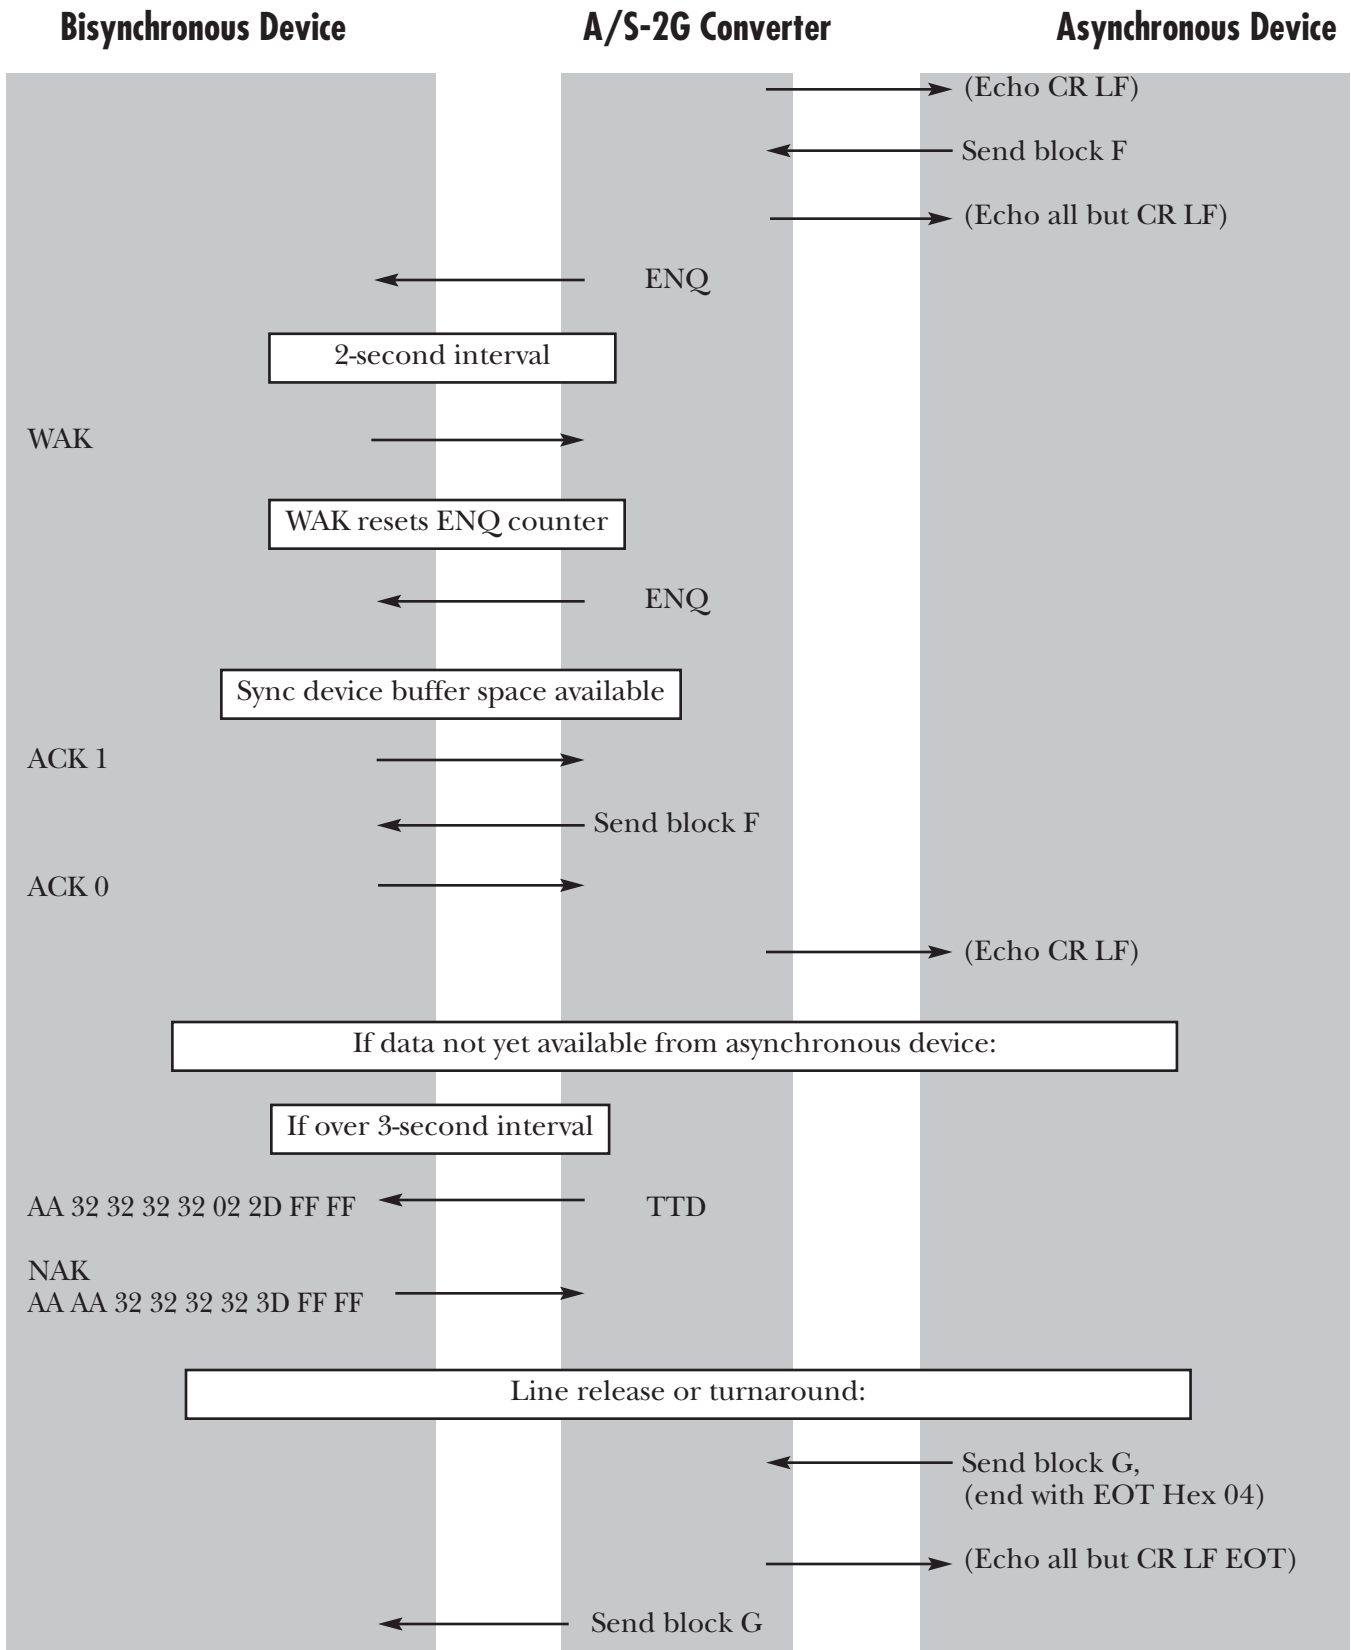 Bisynchronous Device
A/S-2G Converter
Asynchronous Device
(Echo CR LF)
Send block F
(Echo all but CR LF)
ENQ
2-second interval
WAK
WAK resets ENQ counter
ENQ
Sync device buffer space available
ACK 1
Send block F
ACK 0
(Echo CR LF)
If data not yet available from asynchronous device:
If over 3-second interval
AA 32 32 32 32 02 2D FF FF
TTD
NAK
AA AA 32 32 32 32 3D FF FF
Line release or turnaround:
Send block G,
(end with EOT Hex 04)
(Echo all but CR LF EOT)
Send block G